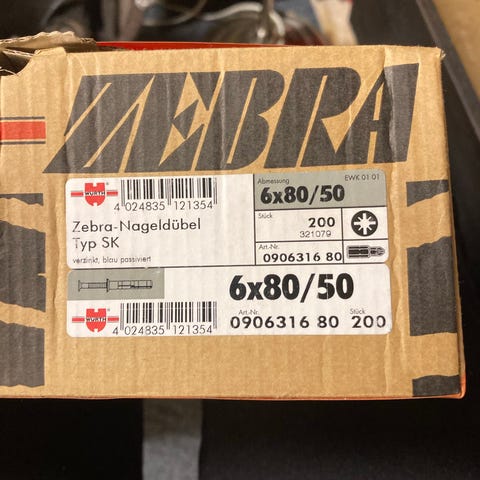 ZEBRA
WÜRTH
4 024835 121354
Abmessung
EWK 01 01
6x80/50
Zebra-Nageldübel
Typ SK
verzinkt, blau passiviert
Stück
200
321079
Art.-Nr.
0906316 80
6x80/50
WÜRTH
4 024835 121354
Art.-Nr.
0906316 80
Stück
200